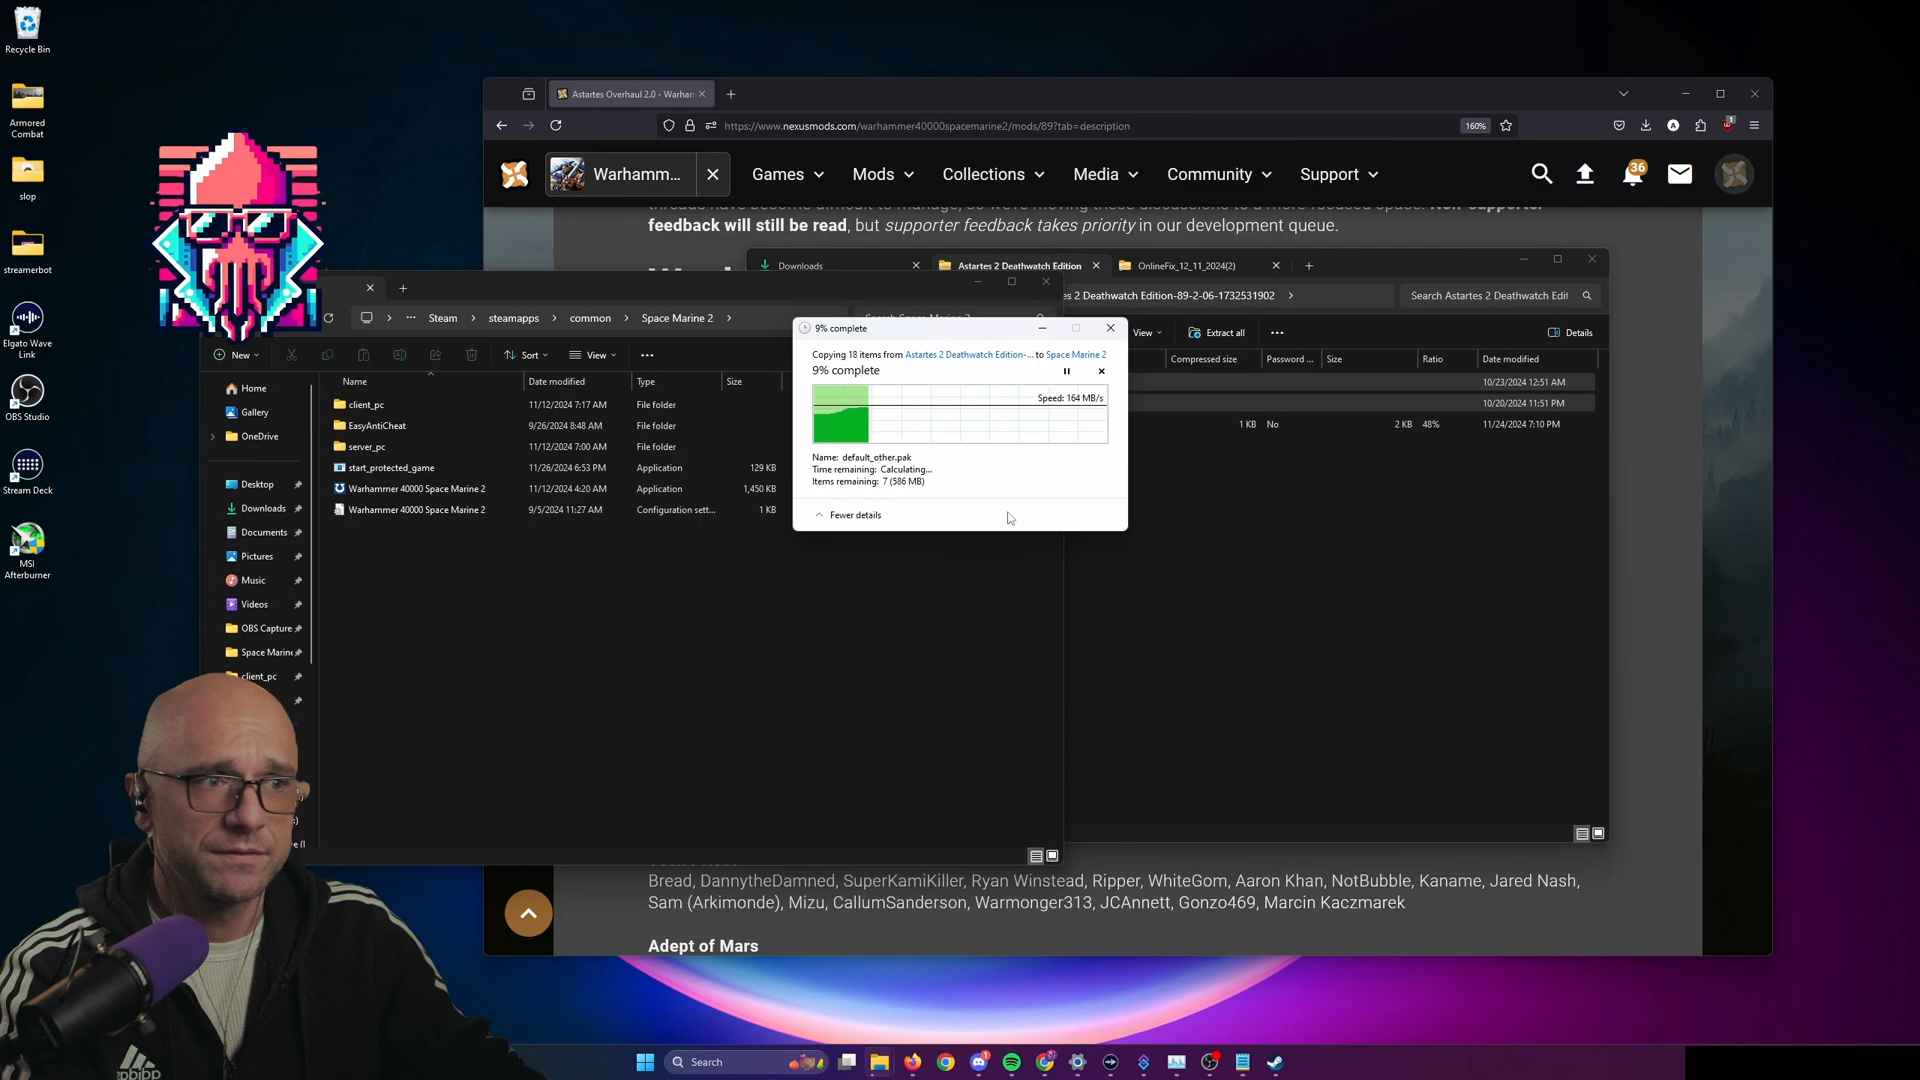 Recycle Bin
Armored
Combat
slop
streamerbot
Elgato Wave
Link
OBS Studio
Stream Deck
MSI
Afterburner
Astartes Overhaul 2.0 - Warhan
https://www.nexusmods.com/warhammer40000spacemarine2/mods/89?tab=description
160%
1
Warhamm...
Games
Mods
Collections
Media
Community
Support
36
feedback will still be read, but supporter feedback takes priority in our development queue.
Downloads
Astartes 2 Deathwatch Edition
OnlineFix_12_11_2024(2)
es 2 Deathwatch Edition-89-2-06-1732531902
Search Astartes 2 Deathwatch Edit
View
Extract all
Details
Compressed size
Password ...
Size
Ratio
Date modified
10/23/2024 12:51 AM
10/20/2024 11:51 PM
1 KB
No
2 KB
48%
11/24/2024 7:10 PM
Steam
steamapps
common
Space Marine 2
New
Sort
View
Name
Date modified
Type
Size
client_pc
11/12/2024 7:17 AM
File folder
EasyAntiCheat
9/26/2024 8:48 AM
File folder
server_pc
11/12/2024 7:00 AM
File folder
start_protected_game
11/26/2024 6:53 PM
Application
129 KB
Warhammer 40000 Space Marine 2
11/12/2024 4:20 AM
Application
1,450 KB
Warhammer 40000 Space Marine 2
9/5/2024 11:27 AM
Configuration sett...
1 KB
Home
Gallery
OneDrive
Desktop
Downloads
Documents
Pictures
Music
Videos
OBS Capture
Space Marine
client_pc
9% complete
Copying 18 items from Astartes 2 Deathwatch Edition-... to Space Marine 2
9% complete
Speed: 164 MB/s
Name: default_other.pak
Time remaining: Calculating...
Items remaining: 7 (586 MB)
Fewer details
Bread, DannytheDamned, SuperKamiKiller, Ryan Winstead, Ripper, WhiteGom, Aaron Khan, NotBubble, Kaname, Jared Nash,
Sam (Arkimonde), Mizu, CallumSanderson, Warmonger313, JCAnnett, Gonzo469, Marcin Kaczmarek
Adept of Mars
Search